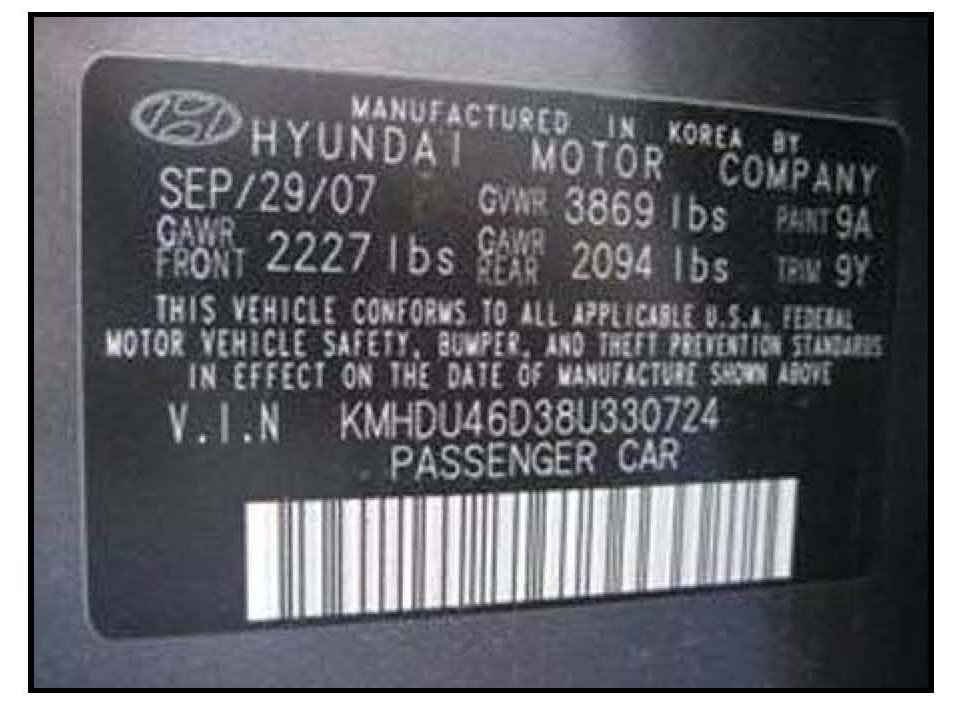 MANUFACTURED IN KOREA BY
HYUNDAI MOTOR COMPANY
SEP/29/07 GVWR 3869 lbs PAINT 9A
GAWR FRONT 2227 lbs GAWR REAR 2094 lbs TRIM 9Y
THIS VEHICLE CONFORMS TO ALL APPLICABLE U.S.A. FEDERAL
MOTOR VEHICLE SAFETY, BUMPER, AND THEFT PREVENTION STANDARDS
IN EFFECT ON THE DATE OF MANUFACTURE SHOWN ABOVE
V.I.N KMHDU46D38U330724
PASSENGER CAR